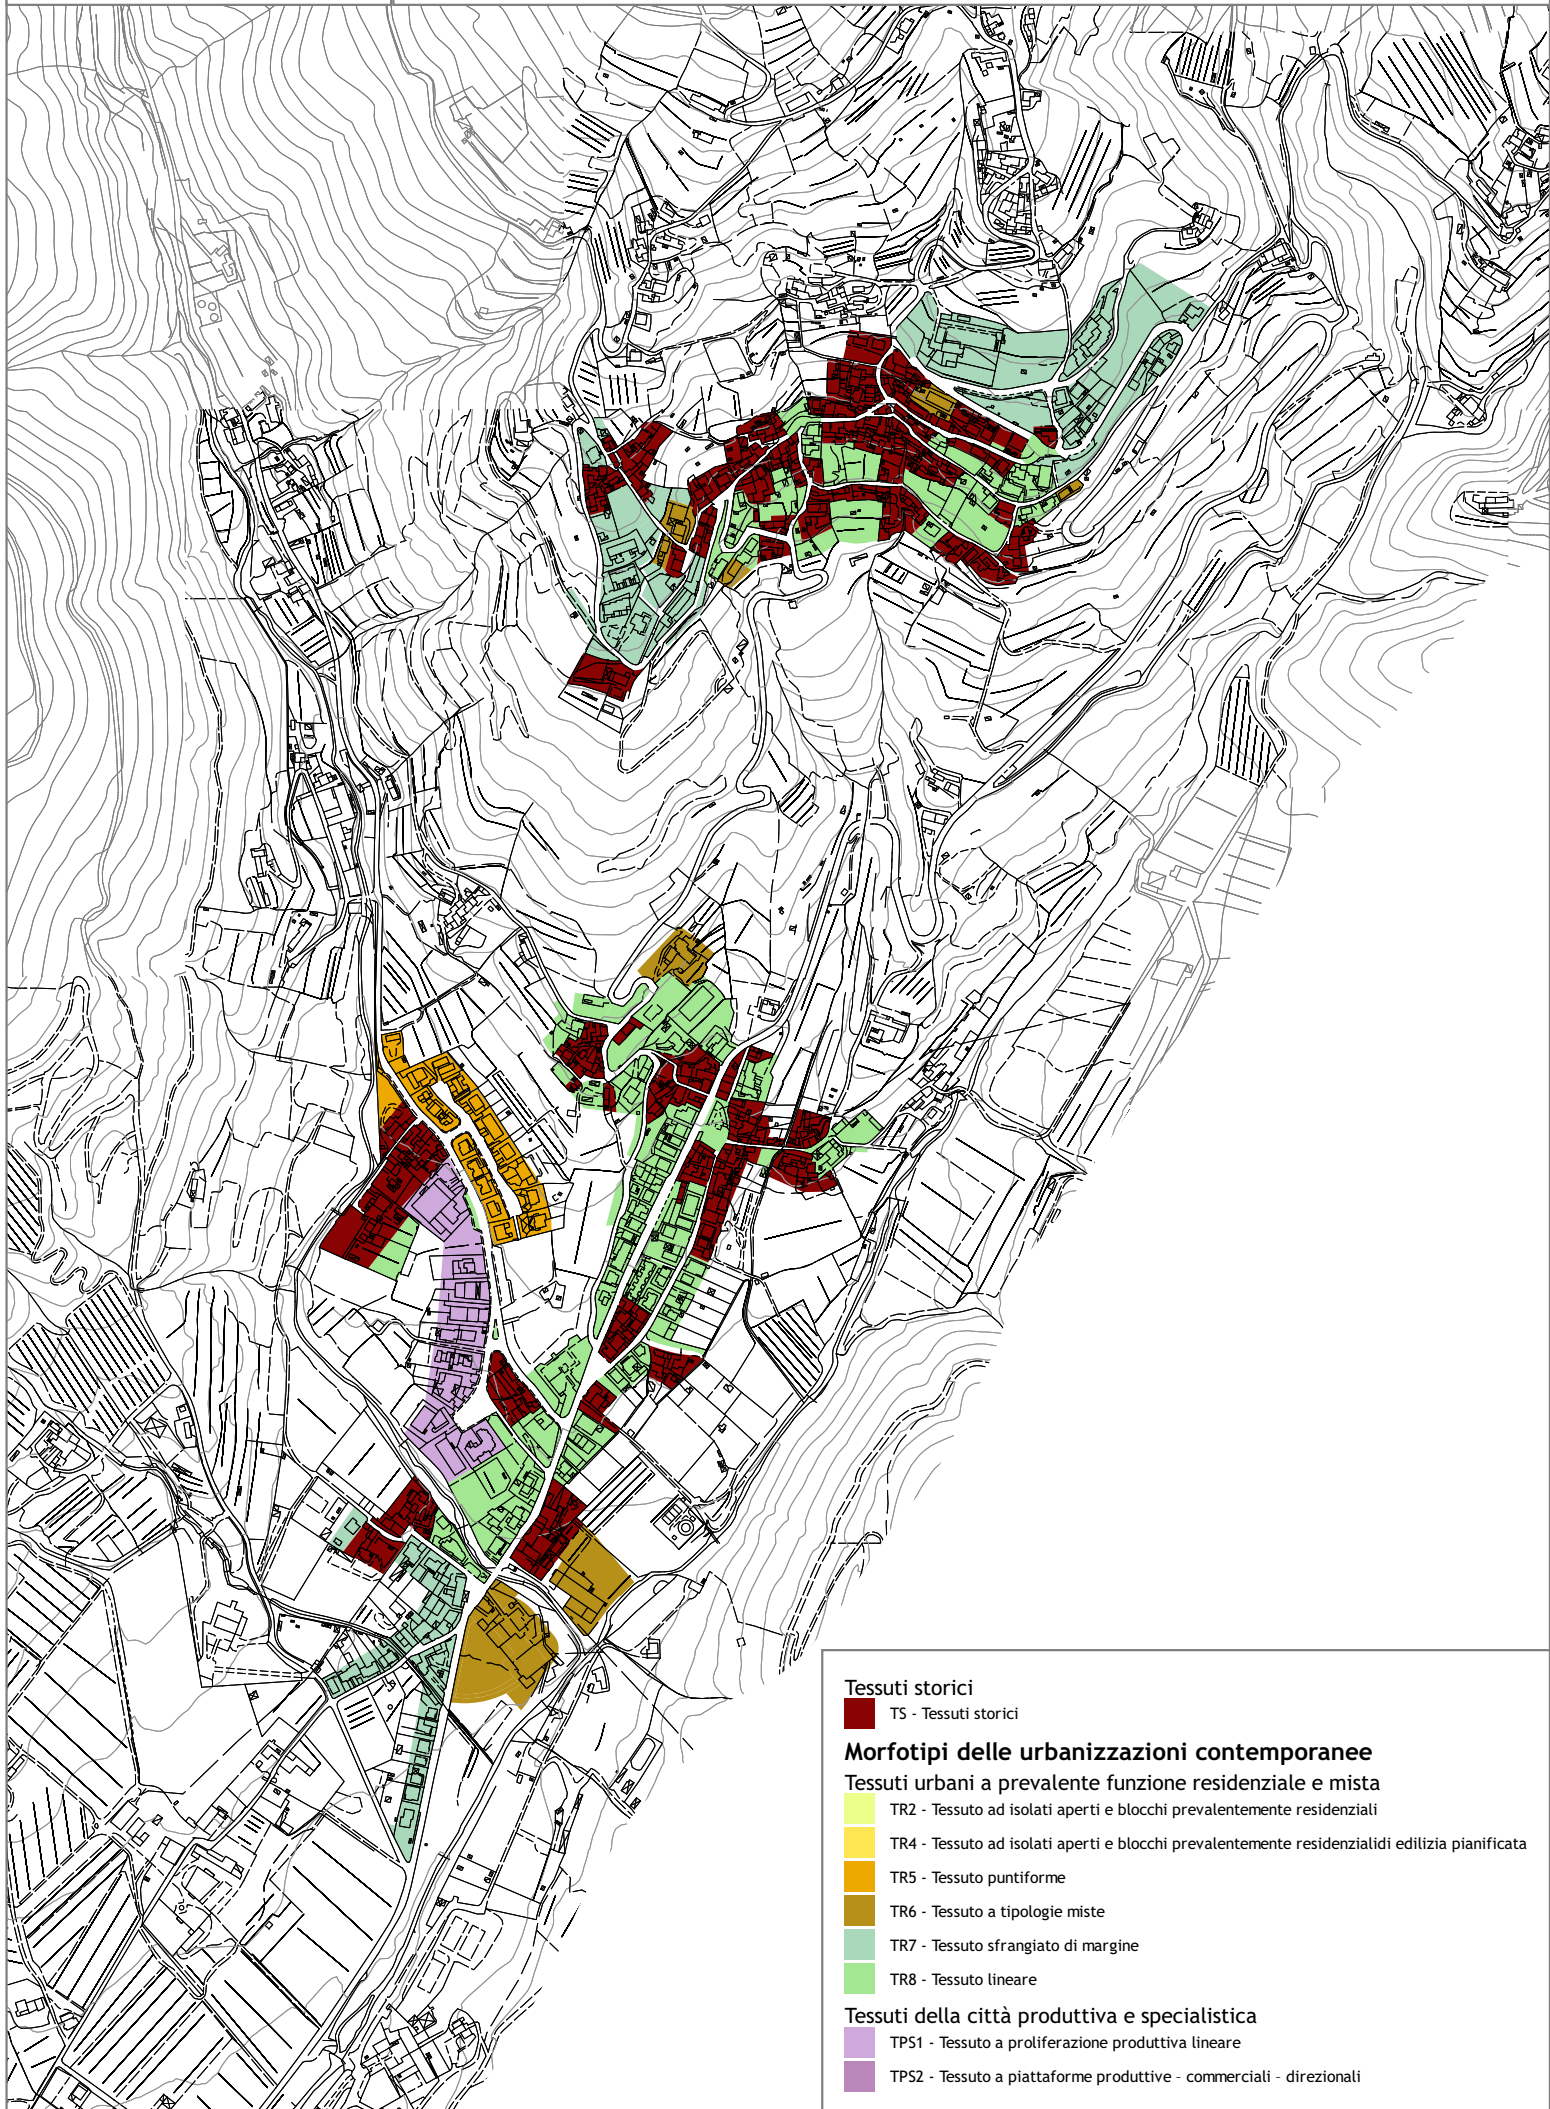 Tessuti storici
TS - Tessuti storici
Morfotipi delle urbanizzazioni contemporanee
Tessuti urbani a prevalente funzione residenziale e mista
TR2 - Tessuto ad isolati aperti e blocchi prevalentemente residenziali
TR4 - Tessuto ad isolati aperti e blocchi prevalentemente residenzialidi edilizia pianificata
TR5 - Tessuto puntiforme
TR6 - Tessuto a tipologie miste
TR7 - Tessuto sfrangiato di margine
TR8 - Tessuto lineare
Tessuti della città produttiva e specialistica
TPS1 - Tessuto a proliferazione produttiva lineare
TPS2 - Tessuto a piattaforme produttive - commerciali - direzionali